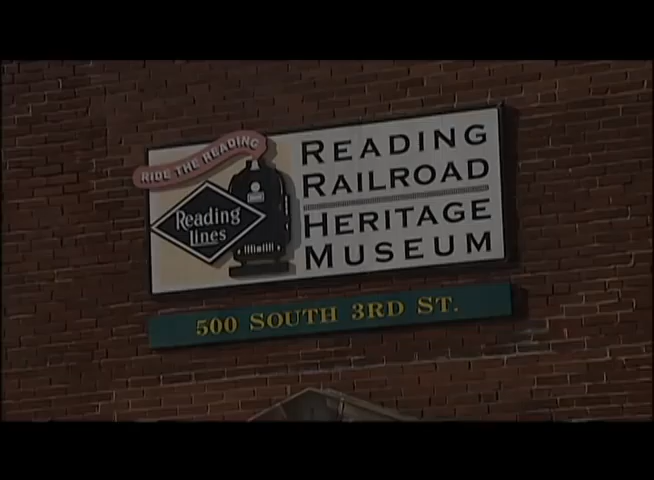 RIDE THE READING
Reading
Lines
READING
RAILROAD
HERITAGE
MUSEUM
500 SOUTH 3RD ST.